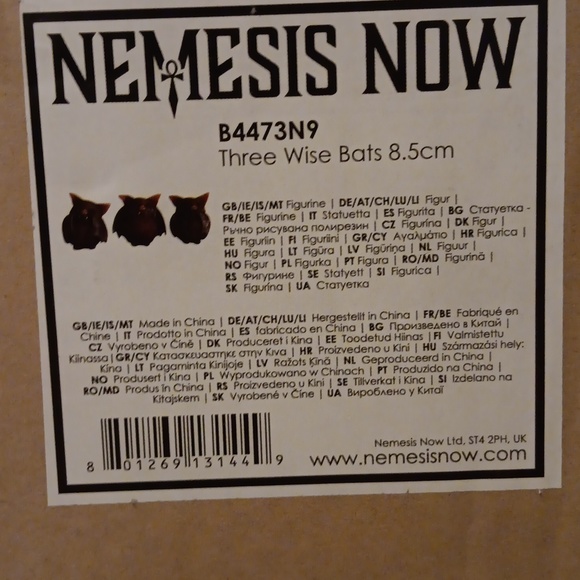 NEMESIS NOW
B4473N9
Three Wise Bats 8.5cm
GB/IE/IS/MT Figurine | DE/AT/CH/LU/LI Figur |
FR/BE Figurine | IT Statuetta | ES Figurita | BG Статуетка -
Ръчно рисувана полирезин | CZ Figurína | DK Figur |
EE Figuriin | FI Figuriini | GR/CY Αγαλμάτιο | HR Figurica |
HU Figura | LT Figūra | LV Figūriņa | NL Figuur |
NO Figur | PL Figurka | PT Figura | RO/MD Figurină |
RS Фигурине | SE Statyett | SI Figurica |
SK Figurína | UA Статуетка
GB/IE/IS/MT Made in China | DE/AT/CH/LU/LI Hergestellt in China | FR/BE Fabriqué en
Chine | IT Prodotto in China | ES fabricado en China | BG Произведено в Китай |
CZ Vyrobeno v Číně | DK Produceret i Kina | EE Toodetud Hiinas | FI Valmistettu
Kiinassa | GR/CY Κατασκευαστηκε στην Κινα | HR Proizvedeno u Kini | HU Származási hely:
Kína | LT Pagaminta Kinijoje | LV Ražots Ķīnā | NL Geproduceerd in China |
NO Produsert i Kina | PL Wyprodukowano w Chinach | PT Produzido na China |
RO/MD Produs în China | RS Proizvedeno u Kini | SE Tillverkat i Kina | SI Izdelano na
Kitajskem | SK Vyrobené v Číne | UA Вироблено у Китаї
8 01269 13144 9
Nemesis Now Ltd, ST4 2PH, UK
www.nemesisnow.com